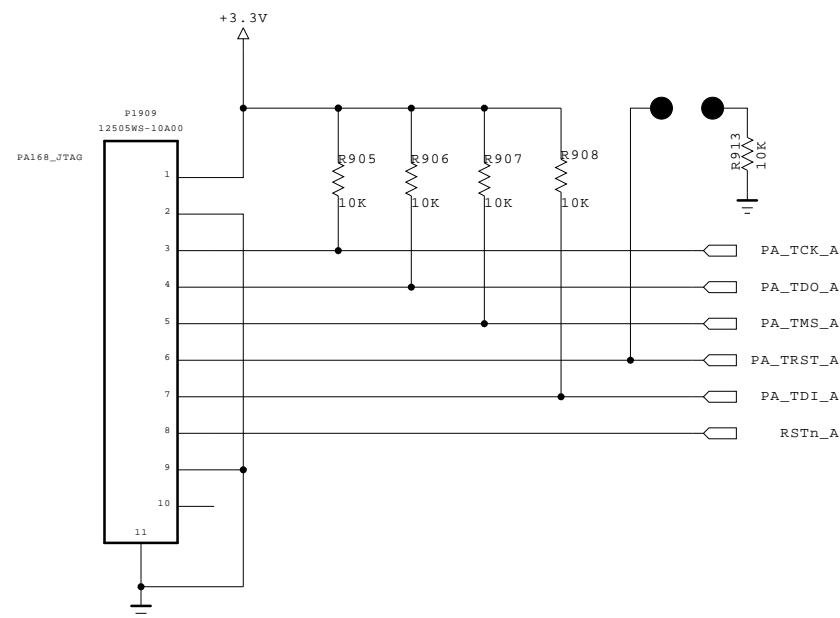 +3.3V
P1909
12505WS-10A00
PA168_JTAG
R905
R906
R907
R908
R913
10K
10K
10K
10K
10K
1
2
3
PA_TCK_A
4
PA_TDO_A
5
PA_TMS_A
6
PA_TRST_A
7
PA_TDI_A
8
RSTn_A
9
10
11